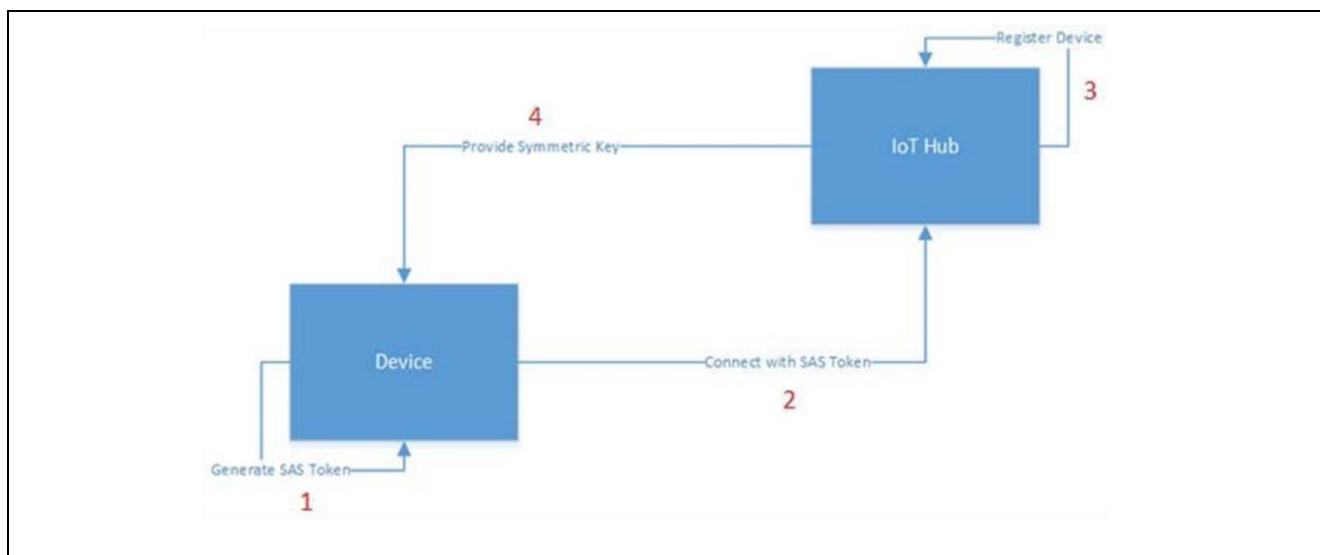 Register Device
3
4
IoT Hub
Provide Symmetric Key
Device
Connect with SAS Token
2
Generate SAS Token
1